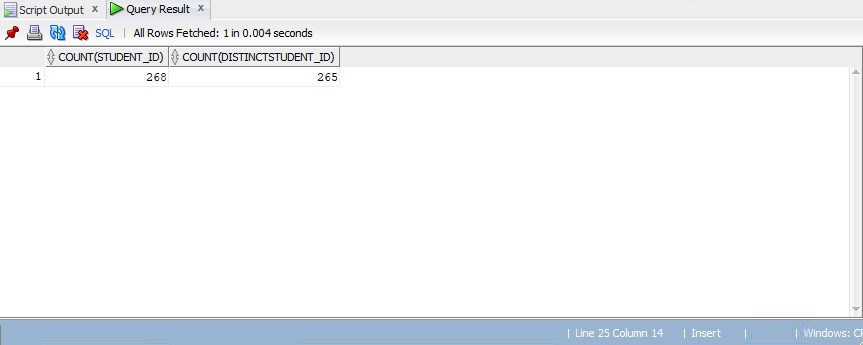 Script Output x Query Result x
SQL | All Rows Fetched: 1 in 0.004 seconds
COUNT(STUDENT_ID) COUNT(DISTINCTSTUDENT_ID)
1 268 265
| Line 25 Column 14 | Insert | | Windows: